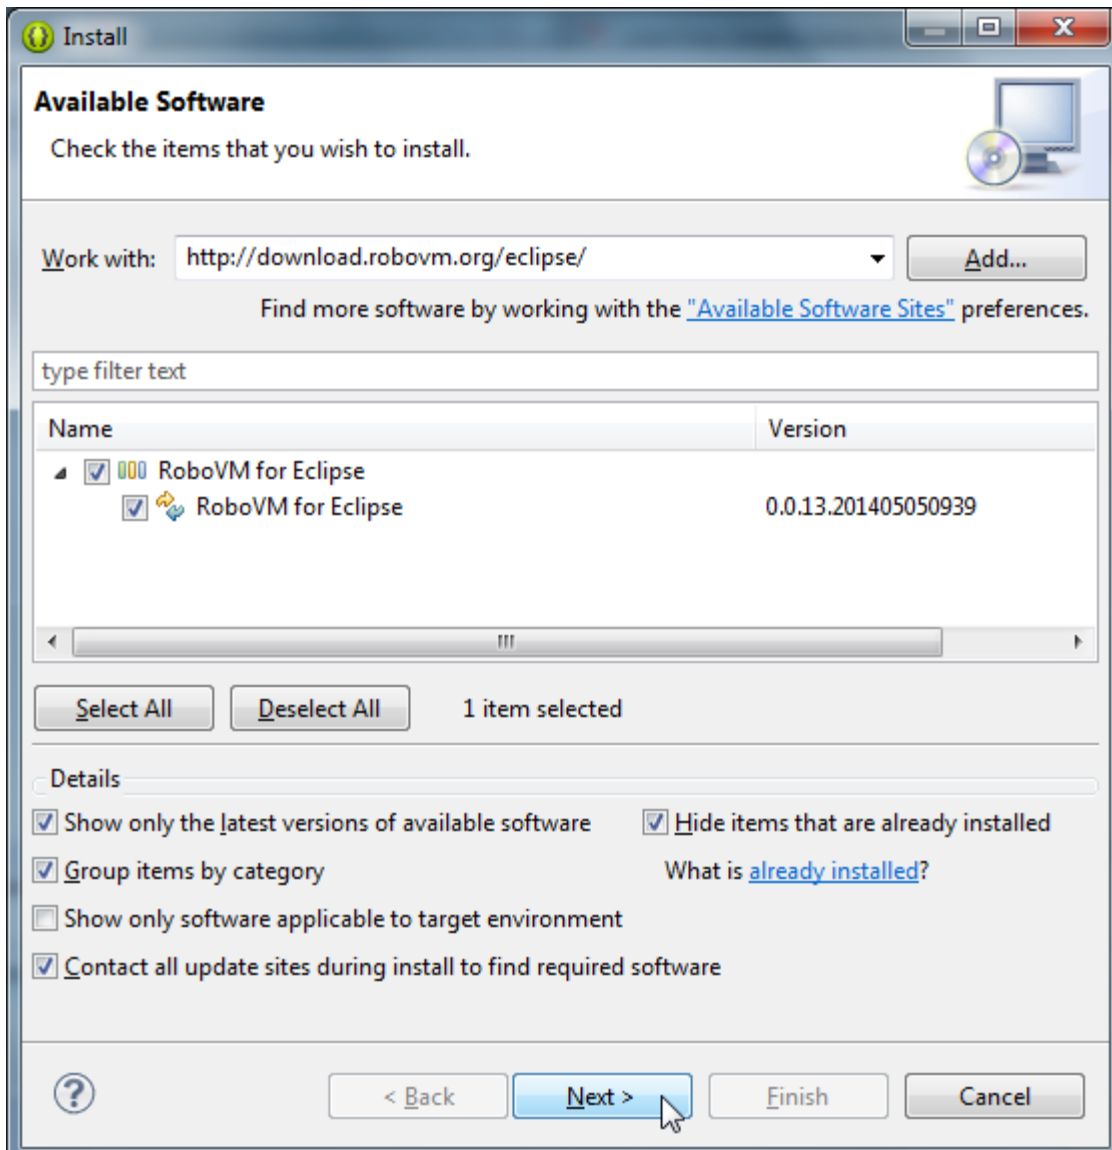 Install
Available Software
Check the items that you wish to install.
Work with: http://download.robovm.org/eclipse/ Add...
Find more software by working with the "Available Software Sites" preferences.
type filter text
Name Version
RoboVM for Eclipse
RoboVM for Eclipse 0.0.13.201405050939
Select All Deselect All 1 item selected
Details
Show only the latest versions of available software Hide items that are already installed
Group items by category What is already installed?
Show only software applicable to target environment
Contact all update sites during install to find required software
? < Back Next > Finish Cancel